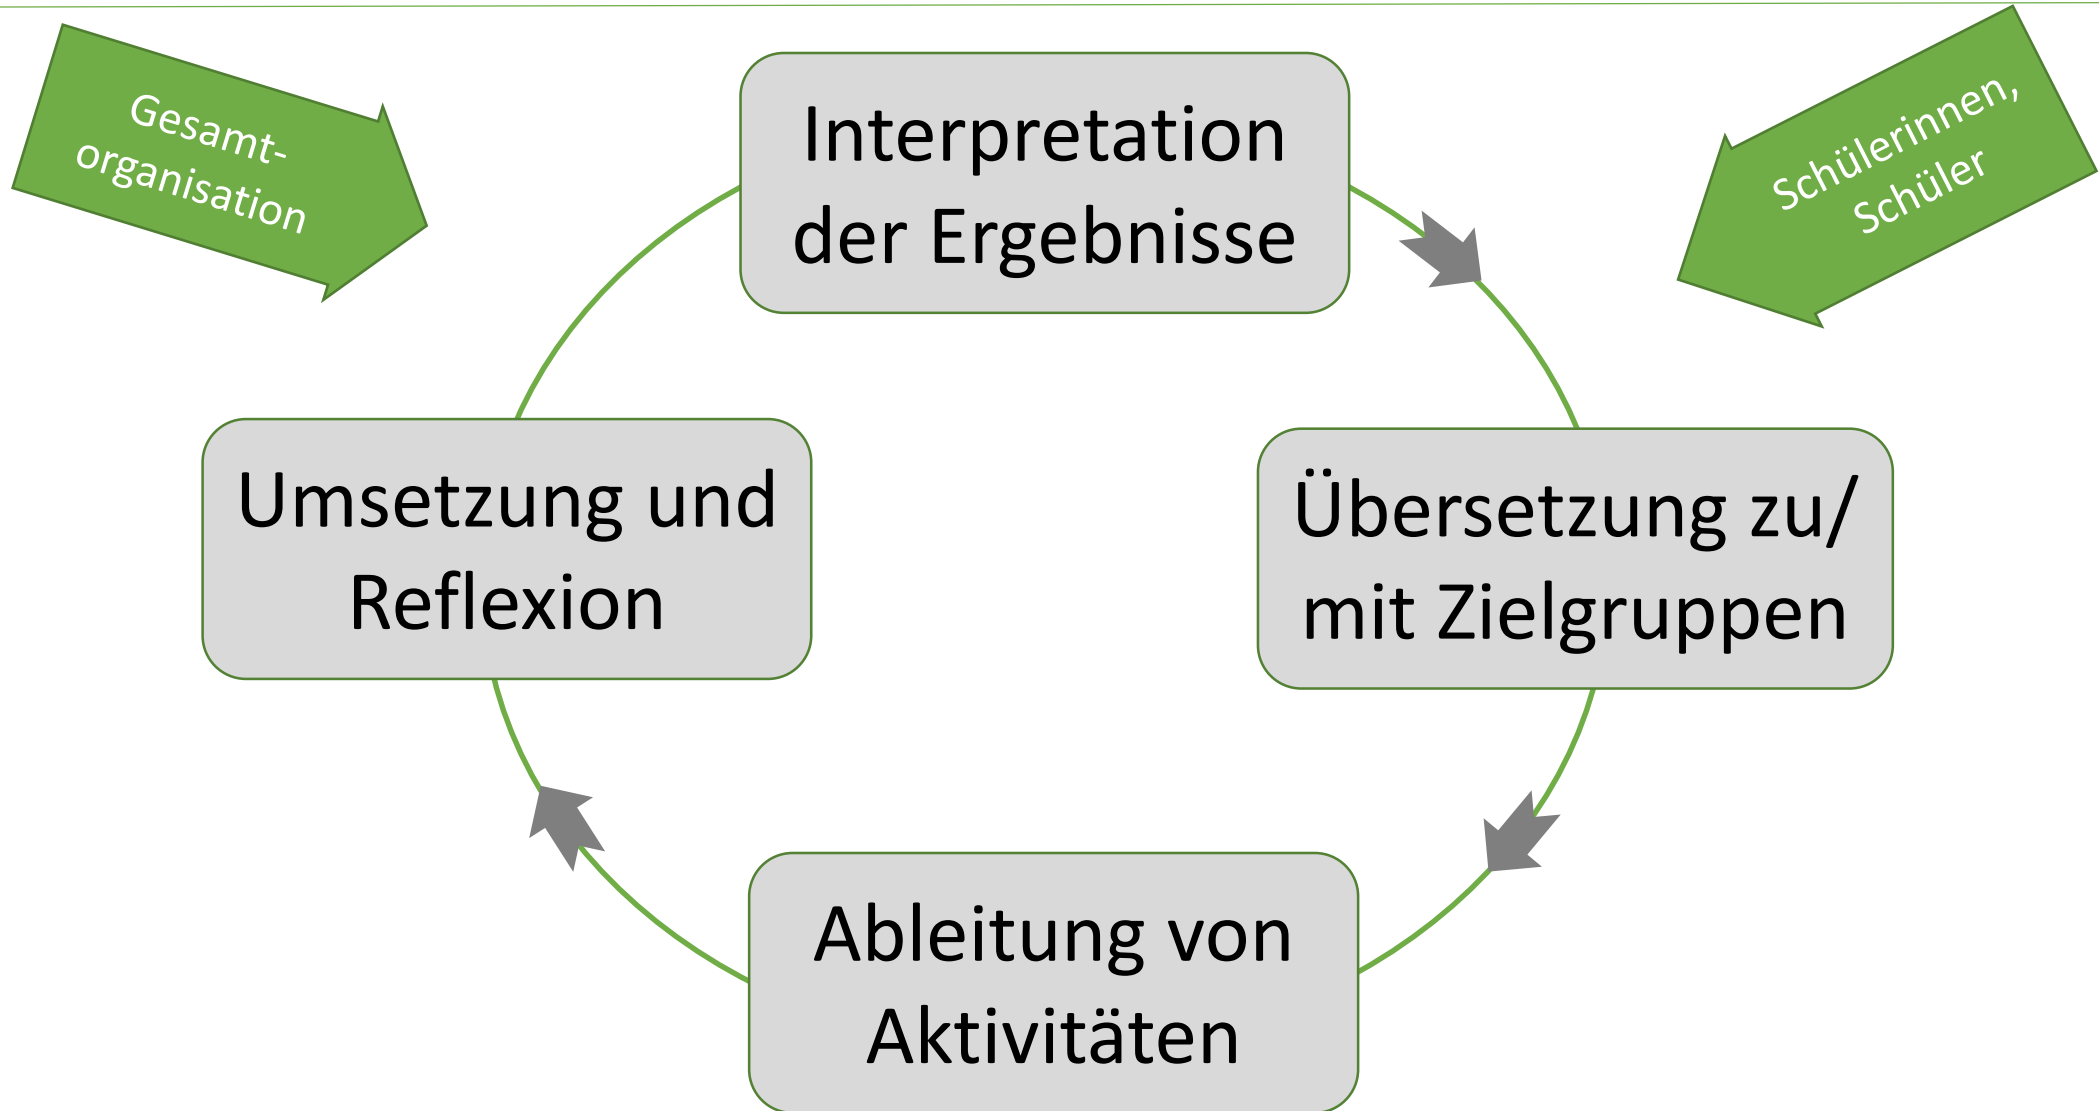 Gesamt-
organisation
Interpretation
der Ergebnisse
Schülerinnen,
Schüler
Umsetzung und
Reflexion
Übersetzung zu/
mit Zielgruppen
Ableitung von
Aktivitäten